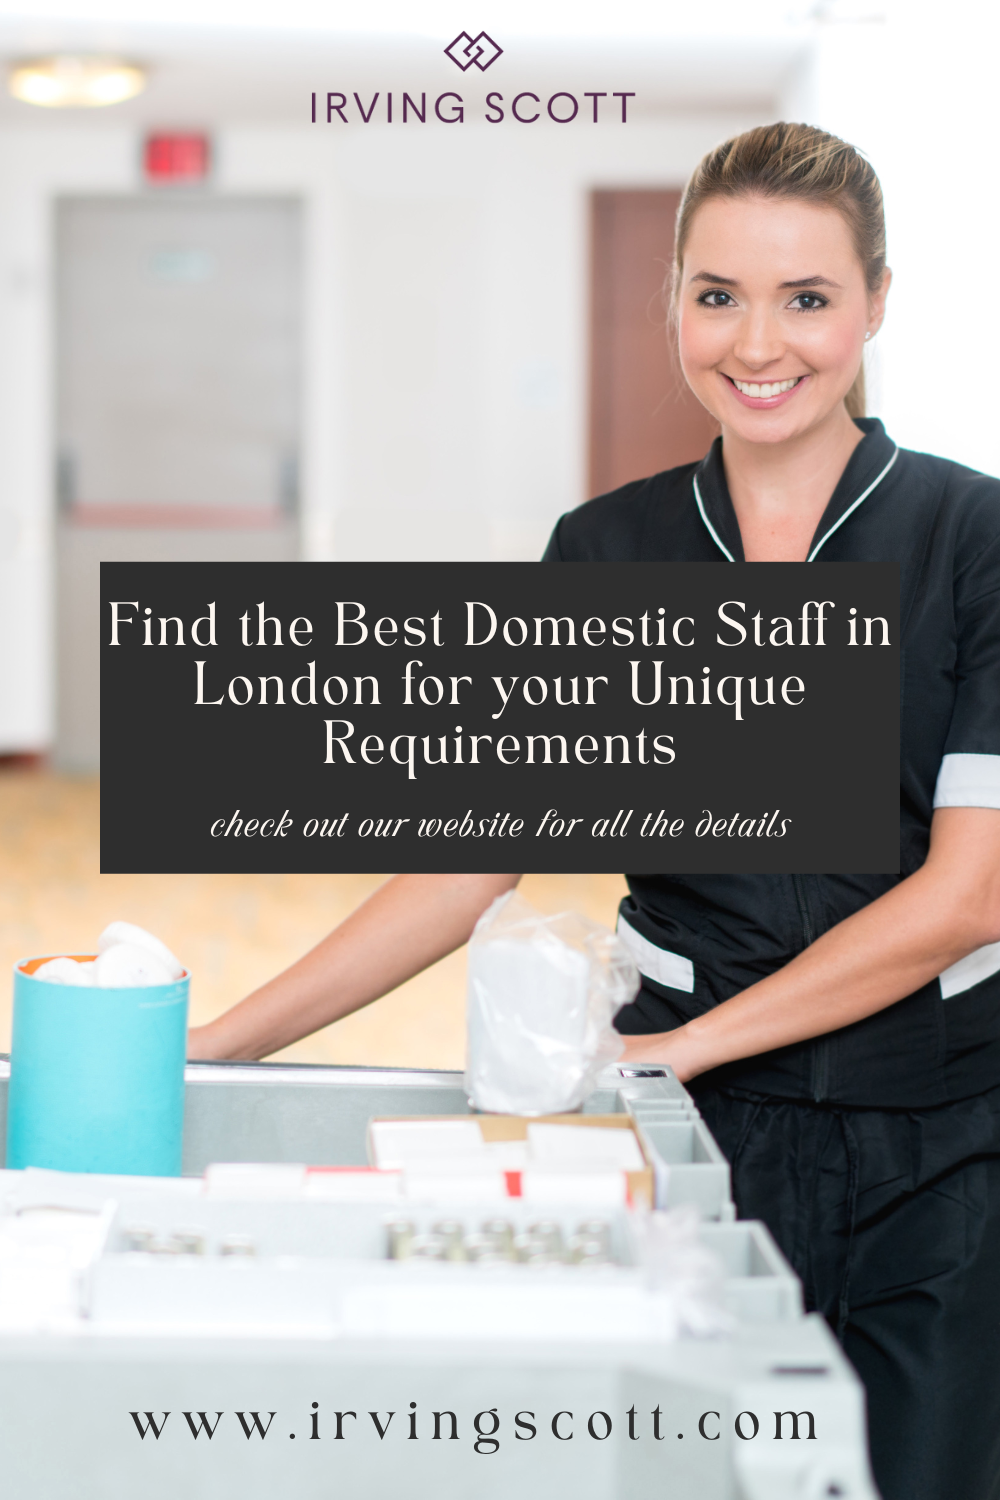 IRVING SCOTT
Find the Best Domestic Staff in
London for your Unique
Requirements
check out our website for all the details
www.irvingscott.com